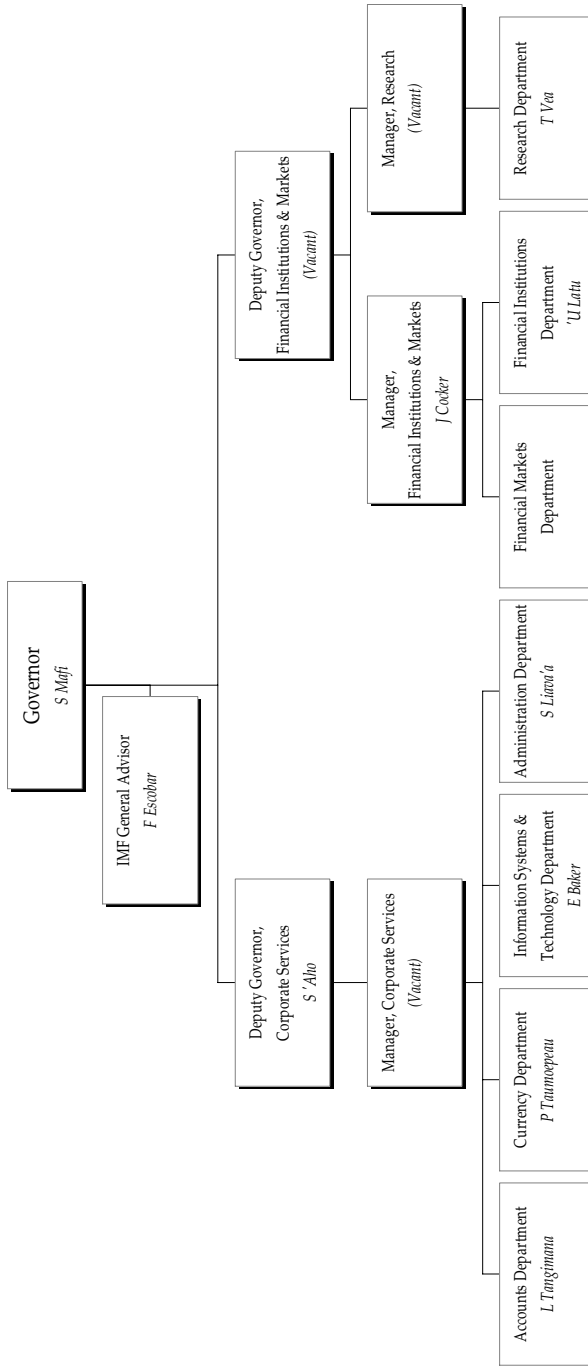 Governor
S Mafi
IMF General Advisor
F Escobar
Deputy Governor,
Corporate Services
S 'Aho
Deputy Governor,
Financial Institutions & Markets
(Vacant)
Manager, Corporate Services
(Vacant)
Manager,
Financial Institutions & Markets
J Cocker
Manager, Research
(Vacant)
Accounts Department
L Tangimana
Currency Department
P Taumoepeau
Information Systems &
Technology Department
E Baker
Administration Department
S Liava'a
Financial Markets
Department
Financial Institutions
Department
'U Latu
Research Department
T Vea